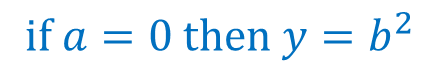 if a = 0 then y = b²